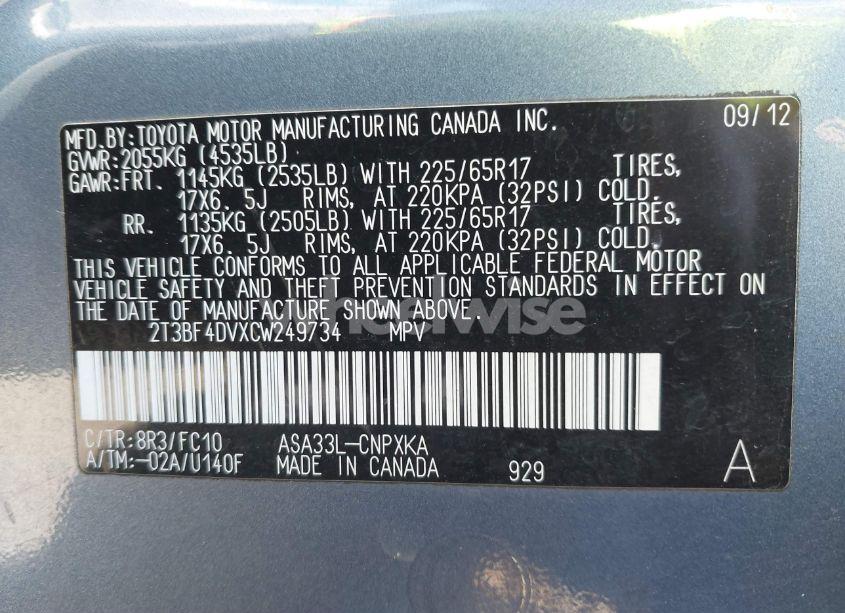 MFD.BY:TOYOTA MOTOR MANUFACTURING CANADA INC. 09/12
GVWR:2055KG (4535LB)
GAWR:FRT. 1145KG (2535LB) WITH 225/65R17 TIRES,
17X6.5J RIMS, AT 220KPA (32PSI) COLD.
RR. 1135KG (2505LB) WITH 225/65R17 TIRES,
17X6.5J RIMS, AT 220KPA (32PSI) COLD.
THIS VEHICLE CONFORMS TO ALL APPLICABLE FEDERAL MOTOR
VEHICLE SAFETY AND THEFT PREVENTION STANDARDS IN EFFECT ON
THE DATE OF MANUFACTURE SHOWN ABOVE.
2T3BF4DVXCW249734 MPV
C/TR:8R3/FC10 ASA33L-CNPXKA
A/TM:-02A/U140F MADE IN CANADA 929 A
wheelwise